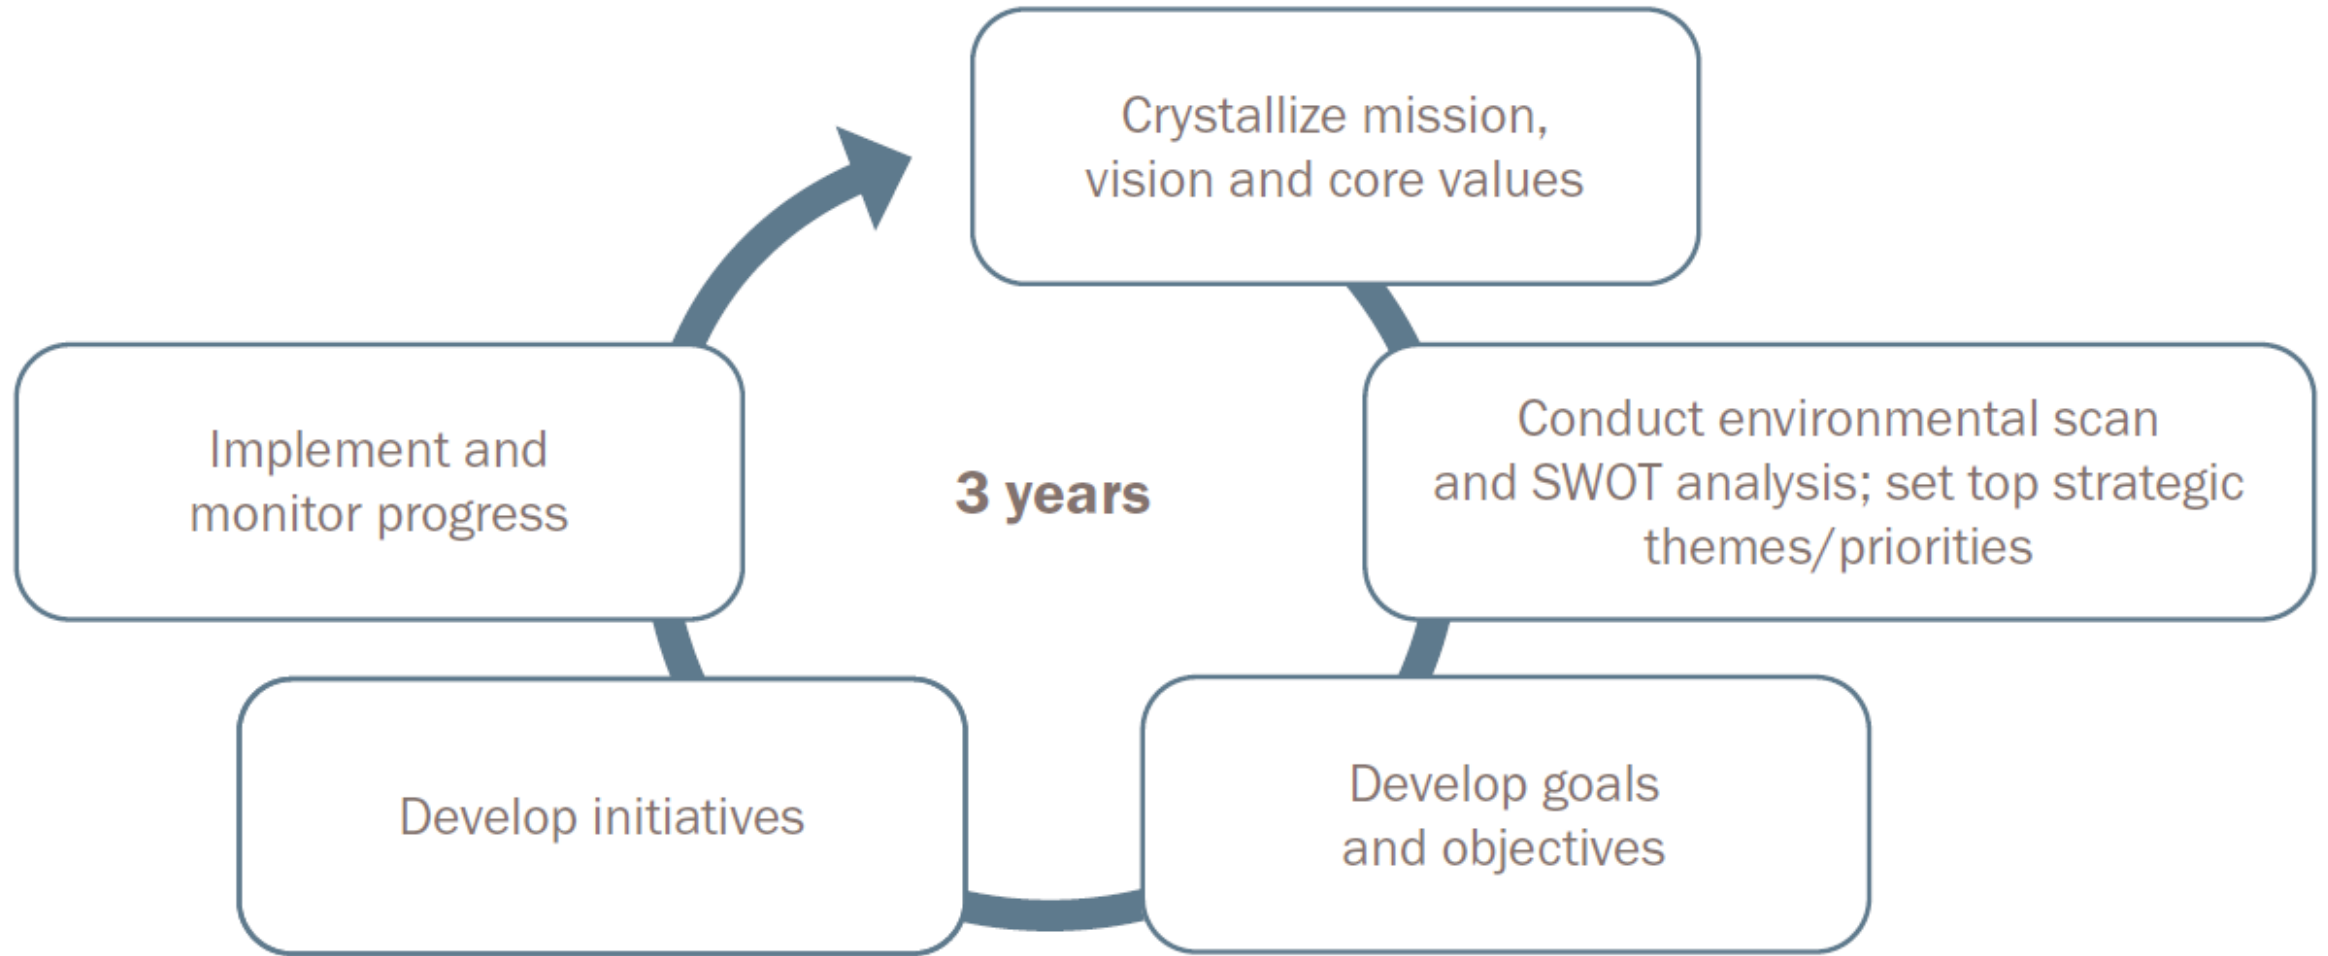 Crystallize mission,
vision and core values
Conduct environmental scan
and SWOT analysis; set top strategic
themes/priorities
Develop goals
and objectives
Develop initiatives
Implement and
monitor progress
3 years